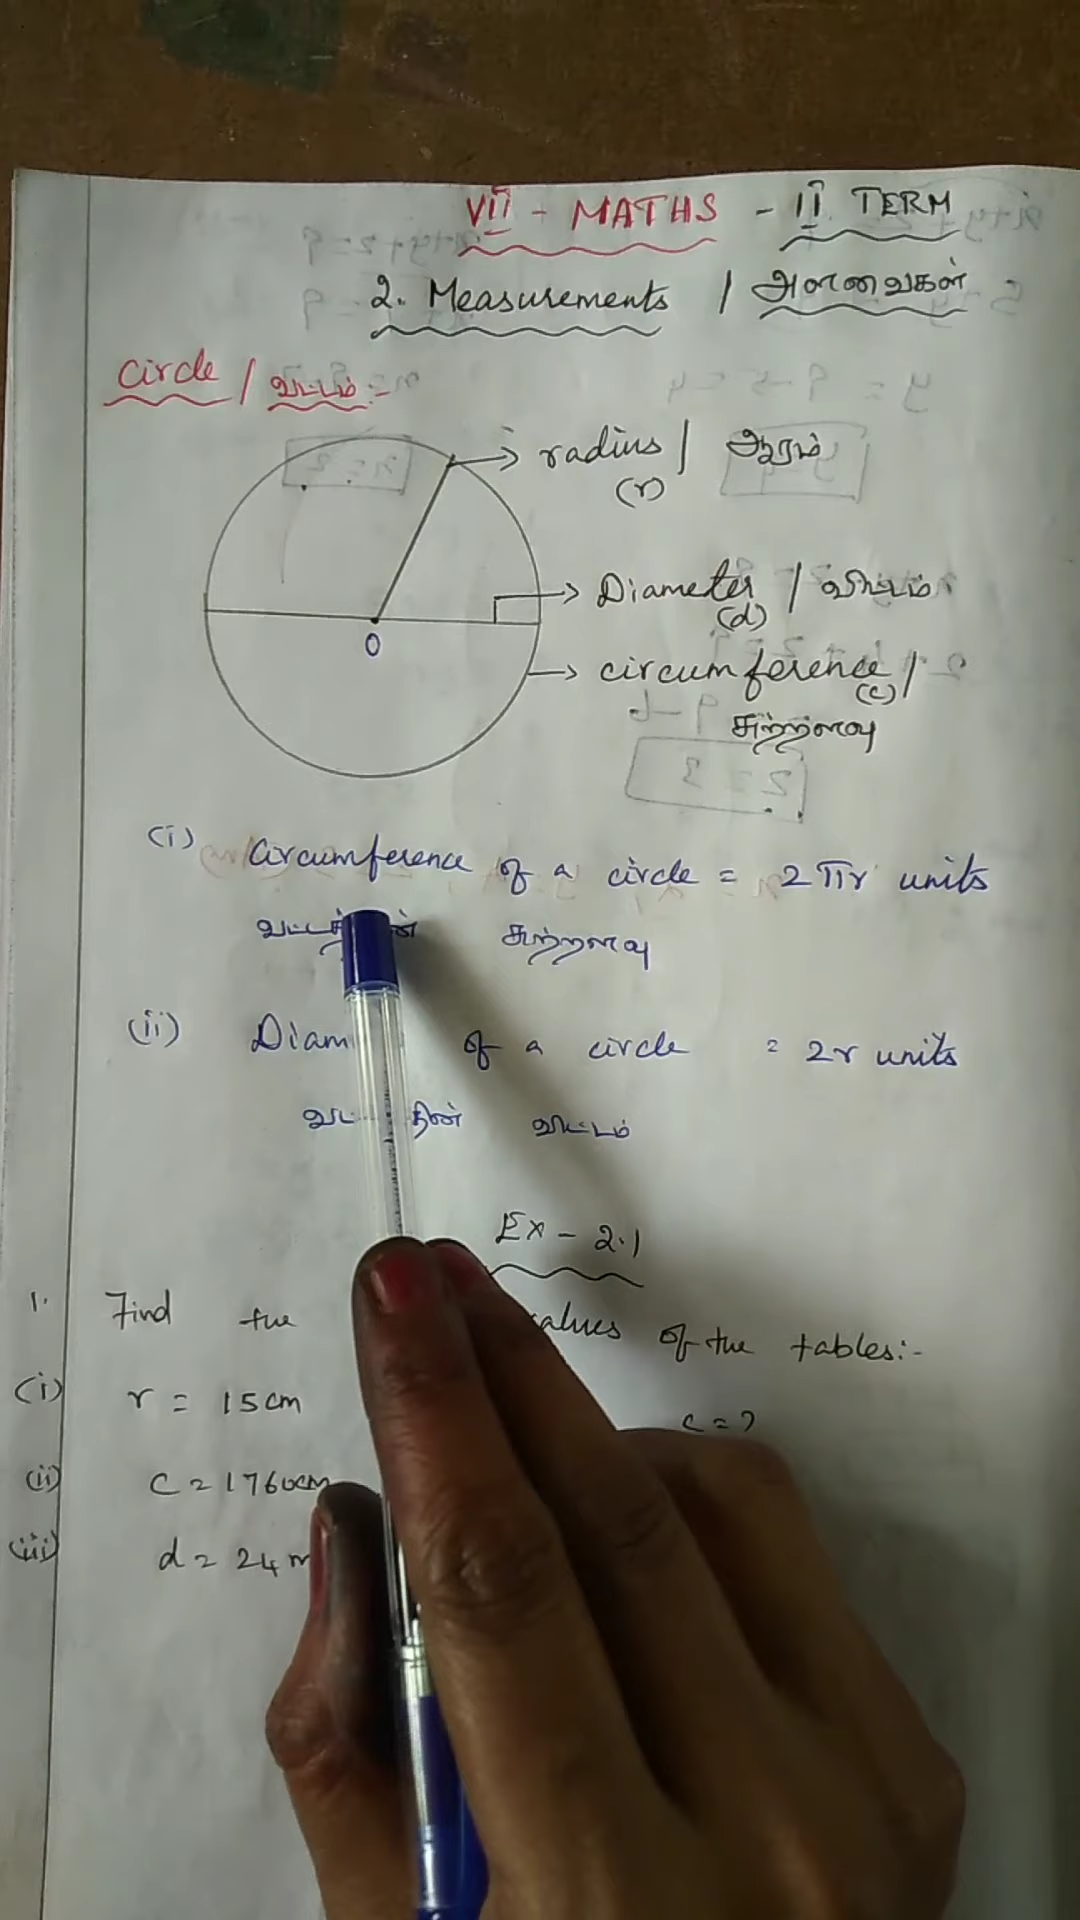 VII - MATHS - II TERM
2. Measurements / அளவைகள்
Circle / வட்டம் :-
radius / ஆரம்
(r)
Diameter / விட்டம்
(d)
O
circumference /
(c)
சுற்றளவு
(i) Circumference of a circle = 2πr units
சுற்றளவு
(ii) of a circle = 2r units
விட்டம்
Ex - 2.1
1. Find the values of the tables:-
(i) r = 15cm c = ?
(ii) C = 1760cm
(iii) d = 24 m